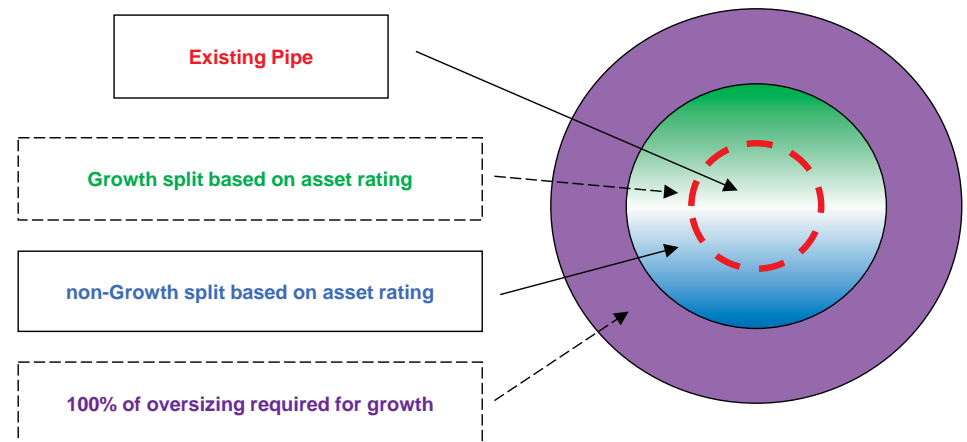 Existing Pipe
Growth split based on asset rating
non-Growth split based on asset rating
100% of oversizing required for growth